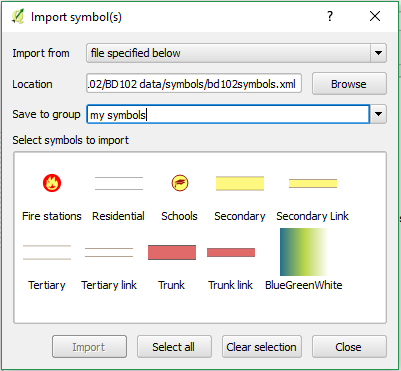 Import symbol(s)
?
Import from file specified below
Location .02/BD102 data/symbols/bd102symbols.xml Browse
Save to group my symbols
Select symbols to import
Fire stations Residential Schools Secondary Secondary Link
Tertiary Tertiary link Trunk Trunk link BlueGreenWhite
Import Select all Clear selection Close